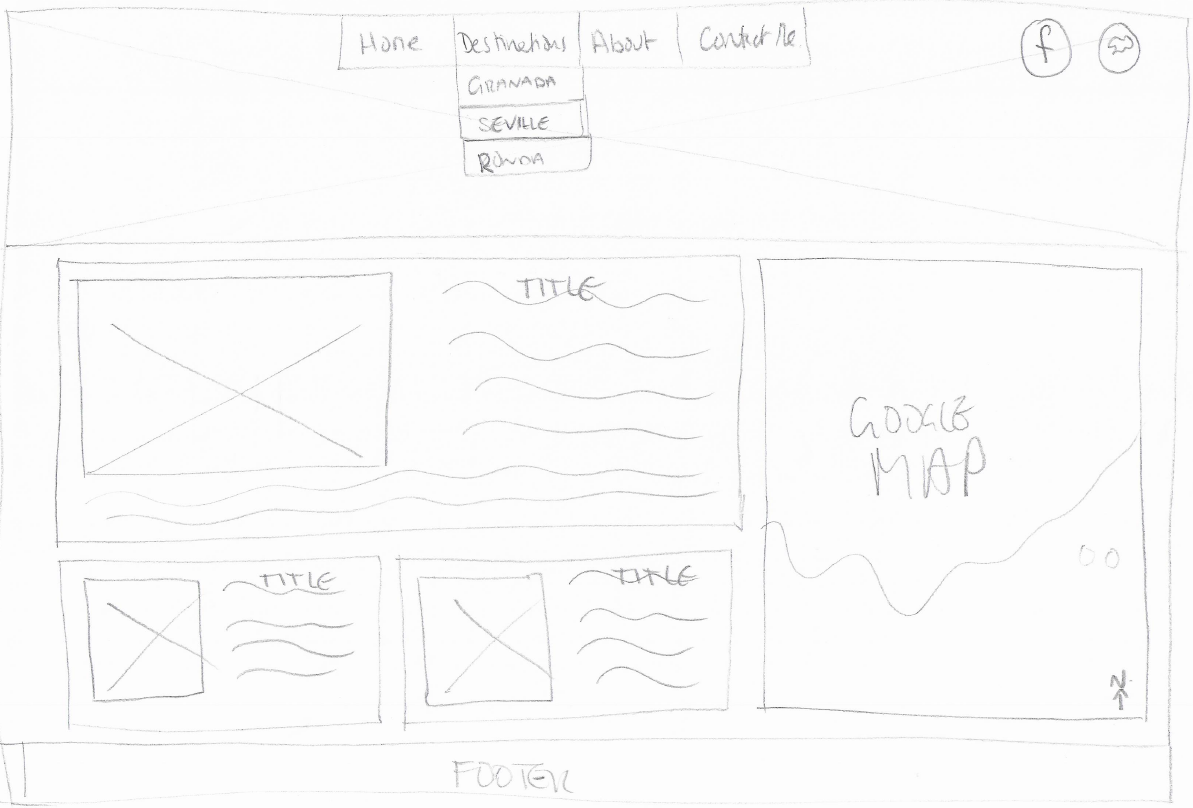 Home Destinations About Contact Me f
GRANADA
SEVILLE
RONDA
TITLE
GOOGLE
MAP
TITLE
TITLE
N
FOOTER